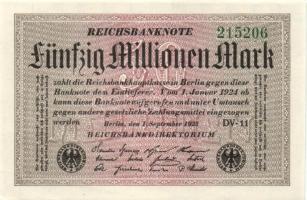 REICHSBANKNOTE
215206
Fünfzig Millionen Mark
zahlt die Reichsbankhauptkasse in Berlin gegen diese
Banknote dem Einlieferer. Vom 1. Januar 1924 ab
kann diese Banknote aufgerufen und unter Umtausch
gegen andere gesetzliche Zahlungsmittel eingezogen
werden
Berlin, den 1. September 1923
DV-11
REICHSBANKDIREKTORIUM